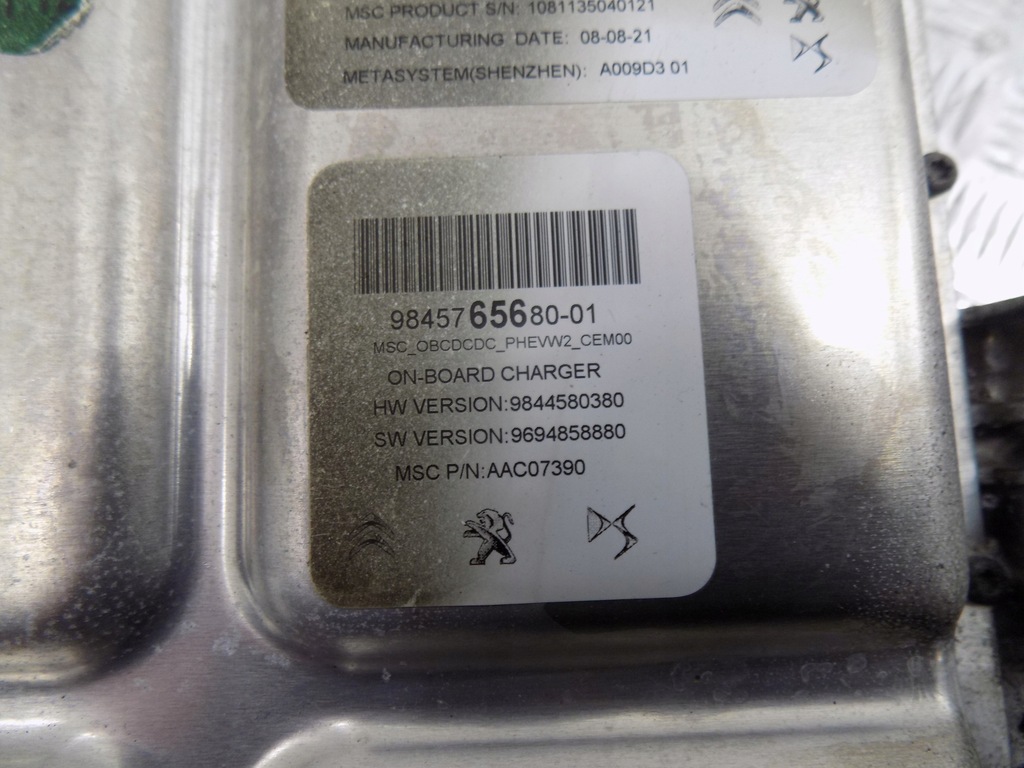 MSC PRODUCT S/N: 1081135040121
MANUFACTURING DATE: 08-08-21
METASYSTEM(SHENZHEN): A009D3 01
9845765680-01
MSC_OBCDCDC_PHEVW2_CEM00
ON-BOARD CHARGER
HW VERSION:9844580380
SW VERSION:9694858880
MSC P/N:AAC07390